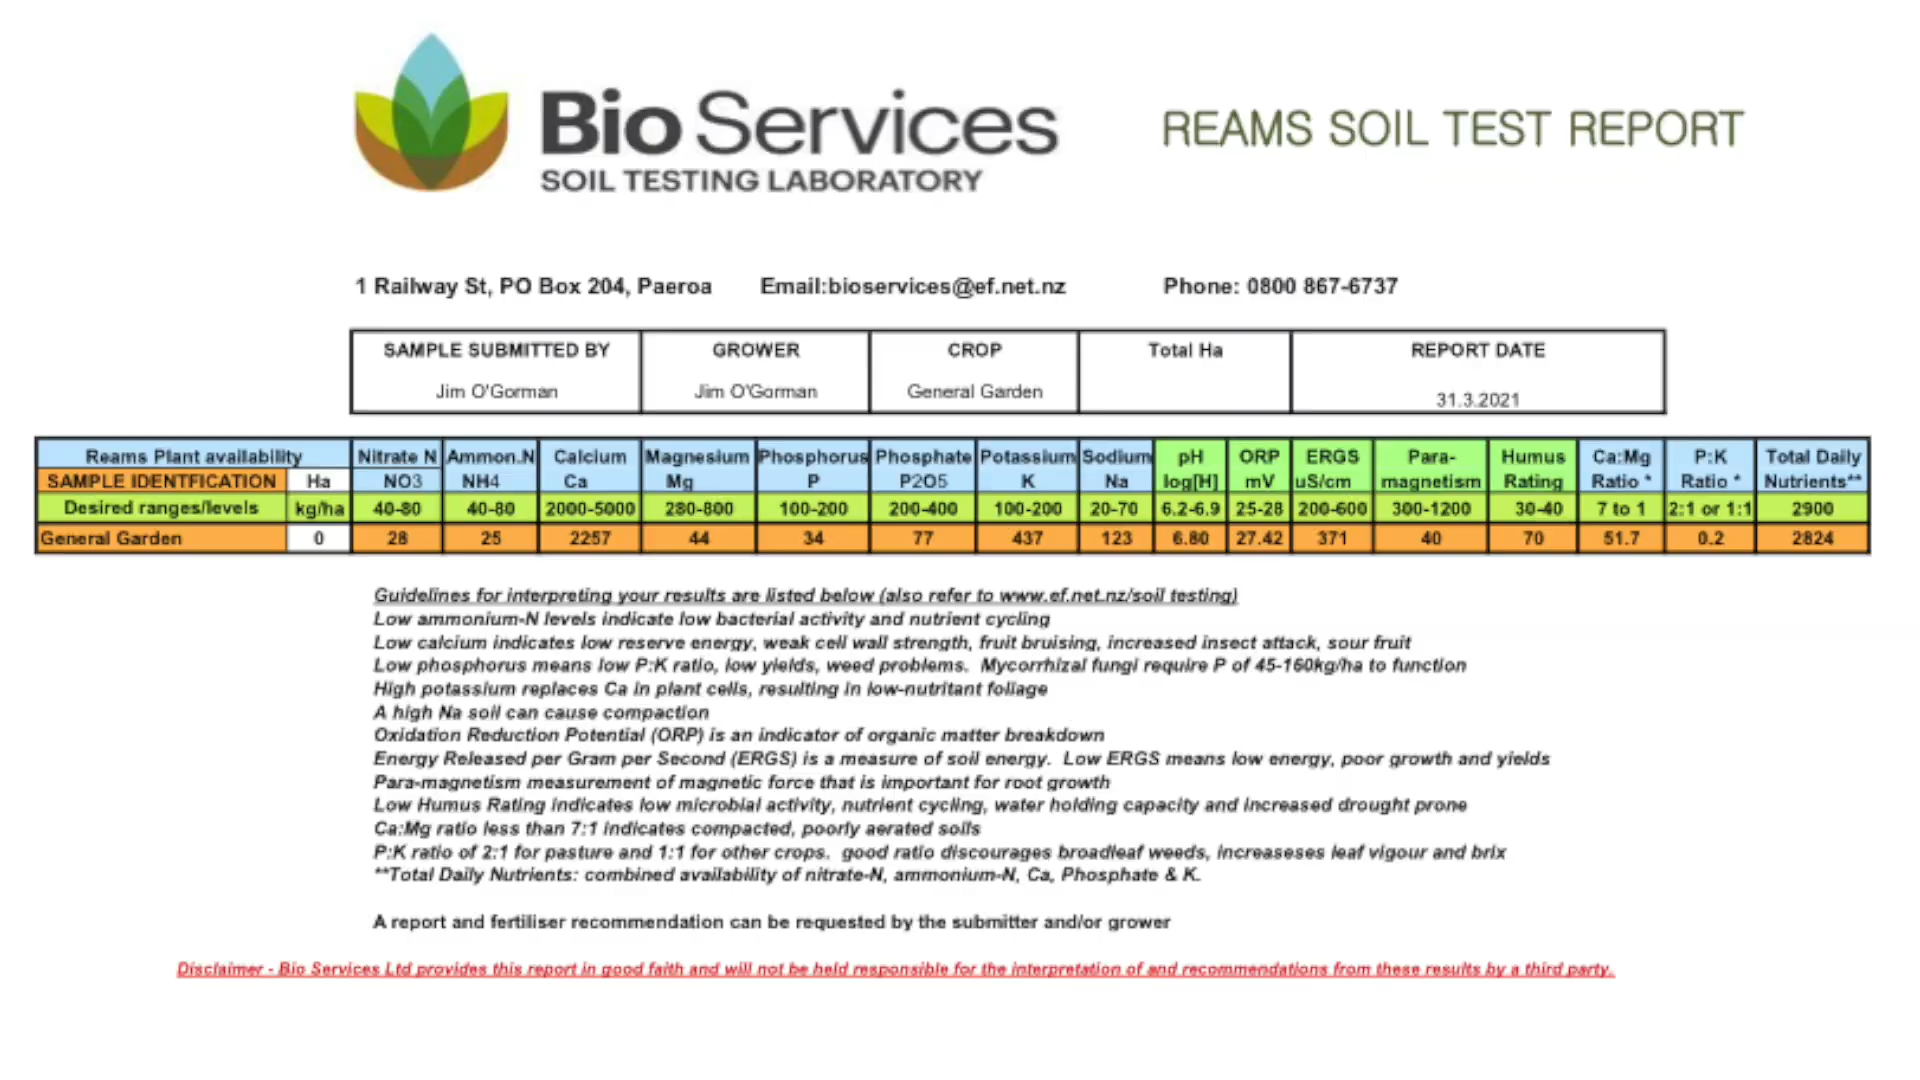 Bio Services
SOIL TESTING LABORATORY
REAMS SOIL TEST REPORT
1 Railway St, PO Box 204, Paeroa Email:bioservices@ef.net.nz Phone: 0800 867-6737
SAMPLE SUBMITTED BY GROWER CROP Total Ha REPORT DATE
Jim O'Gorman Jim O'Gorman General Garden 31.3.2021
Reams Plant availability Nitrate N Ammon.N Calcium Magnesium Phosphorus Phosphate Potassium Sodium pH ORP ERGS Para- Humus Ca:Mg P:K Total Daily
SAMPLE IDENTFICATION Ha NO3 NH4 Ca Mg P P2O5 K Na log[H] mV uS/cm magnetism Rating Ratio * Ratio * Nutrients**
Desired ranges/levels kg/ha 40-80 40-80 2000-5000 280-800 100-200 200-400 100-200 20-70 6.2-6.9 25-28 200-600 300-1200 30-40 7 to 1 2:1 or 1:1 2900
General Garden 0 28 25 2257 44 34 77 437 123 6.80 27.42 371 40 70 51.7 0.2 2824
Guidelines for interpreting your results are listed below (also refer to www.ef.net.nz/soil testing)
Low ammonium-N levels indicate low bacterial activity and nutrient cycling
Low calcium indicates low reserve energy, weak cell wall strength, fruit bruising, increased insect attack, sour fruit
Low phosphorus means low P:K ratio, low yields, weed problems. Mycorrhizal fungi require P of 45-160kg/ha to function
High potassium replaces Ca in plant cells, resulting in low-nutritant foliage
A high Na soil can cause compaction
Oxidation Reduction Potential (ORP) is an indicator of organic matter breakdown
Energy Released per Gram per Second (ERGS) is a measure of soil energy. Low ERGS means low energy, poor growth and yields
Para-magnetism measurement of magnetic force that is important for root growth
Low Humus Rating indicates low microbial activity, nutrient cycling, water holding capacity and increased drought prone
Ca:Mg ratio less than 7:1 indicates compacted, poorly aerated soils
P:K ratio of 2:1 for pasture and 1:1 for other crops. good ratio discourages broadleaf weeds, increaseses leaf vigour and brix
**Total Daily Nutrients: combined availability of nitrate-N, ammonium-N, Ca, Phosphate & K.
A report and fertiliser recommendation can be requested by the submitter and/or grower
Disclaimer - Bio Services Ltd provides this report in good faith and will not be held responsible for the interpretation of and recommendations from these results by a third party.